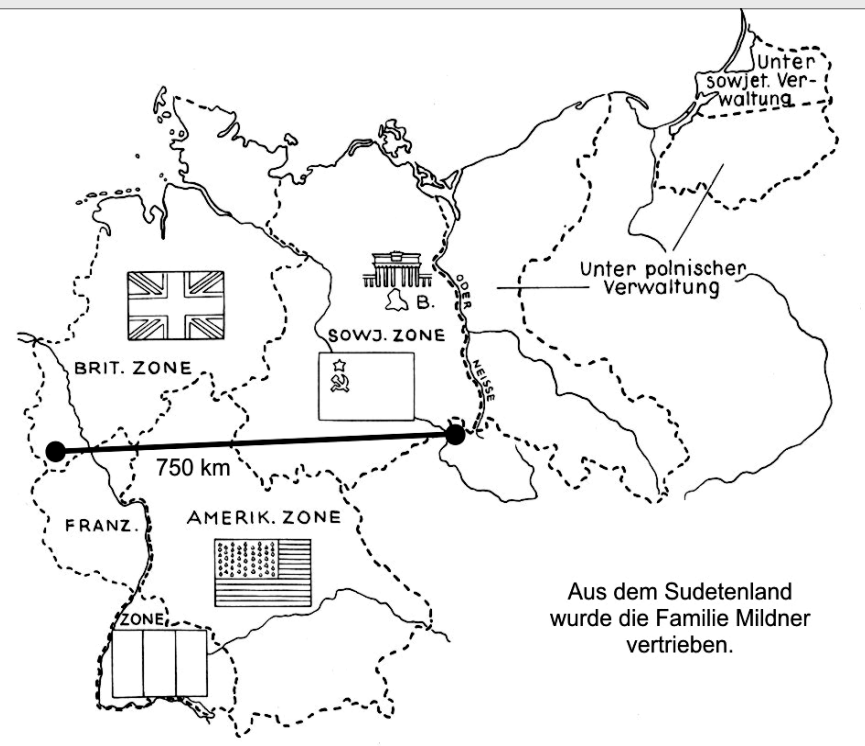 Unter
sowjet. Ver-
waltung
Unter polnischer
Verwaltung
B.
ODER
SOWJ. ZONE
NEISSE
BRIT. ZONE
750 km
FRANZ.
AMERIK. ZONE
ZONE
Aus dem Sudetenland
wurde die Familie Mildner
vertrieben.